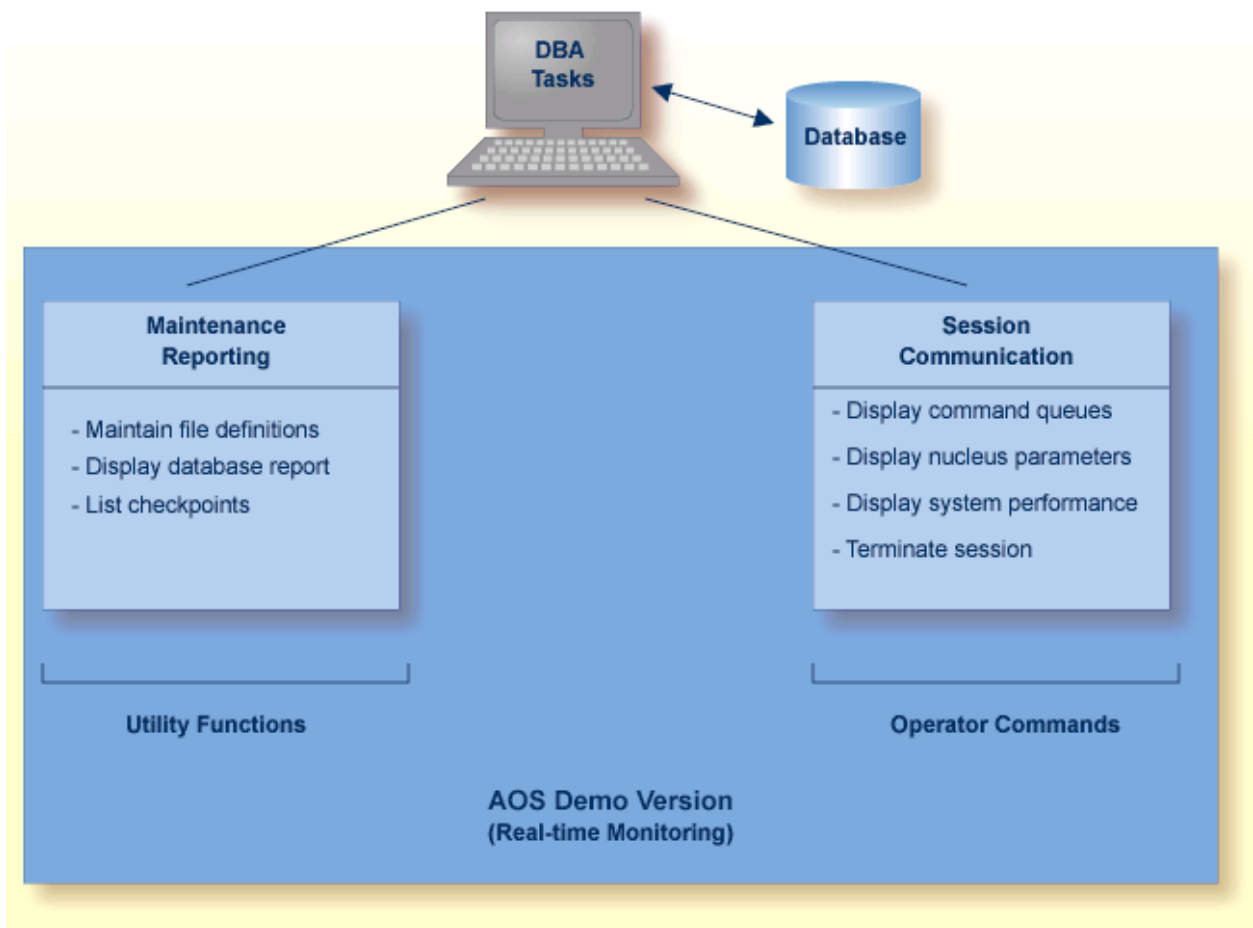 DBA
Tasks
Database
Maintenance
Reporting
- Maintain file definitions
- Display database report
- List checkpoints
Session
Communication
- Display command queues
- Display nucleus parameters
- Display system performance
- Terminate session
Utility Functions
Operator Commands
AOS Demo Version
(Real-time Monitoring)